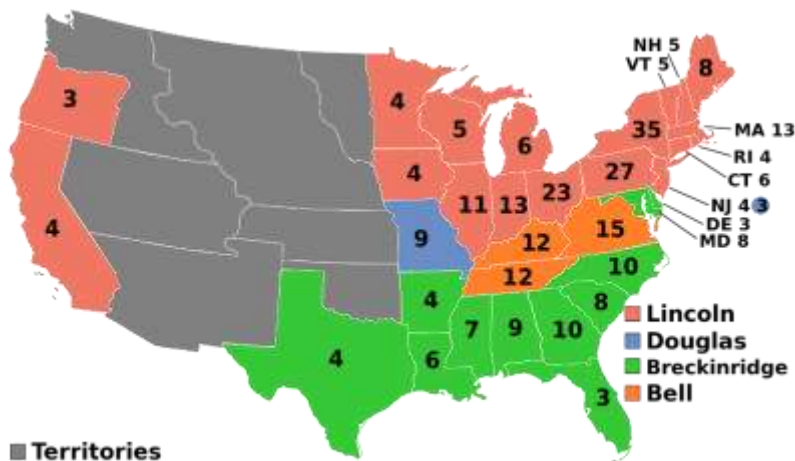 NH 5
VT 5
8
3
4
5
6
35
MA 13
RI 4
CT 6
4
27
NJ 4 3
DE 3
MD 8
11
13
23
4
9
12
15
12
10
4
8
7
9
10
4
6
3
Lincoln
Douglas
Breckinridge
Bell
Territories